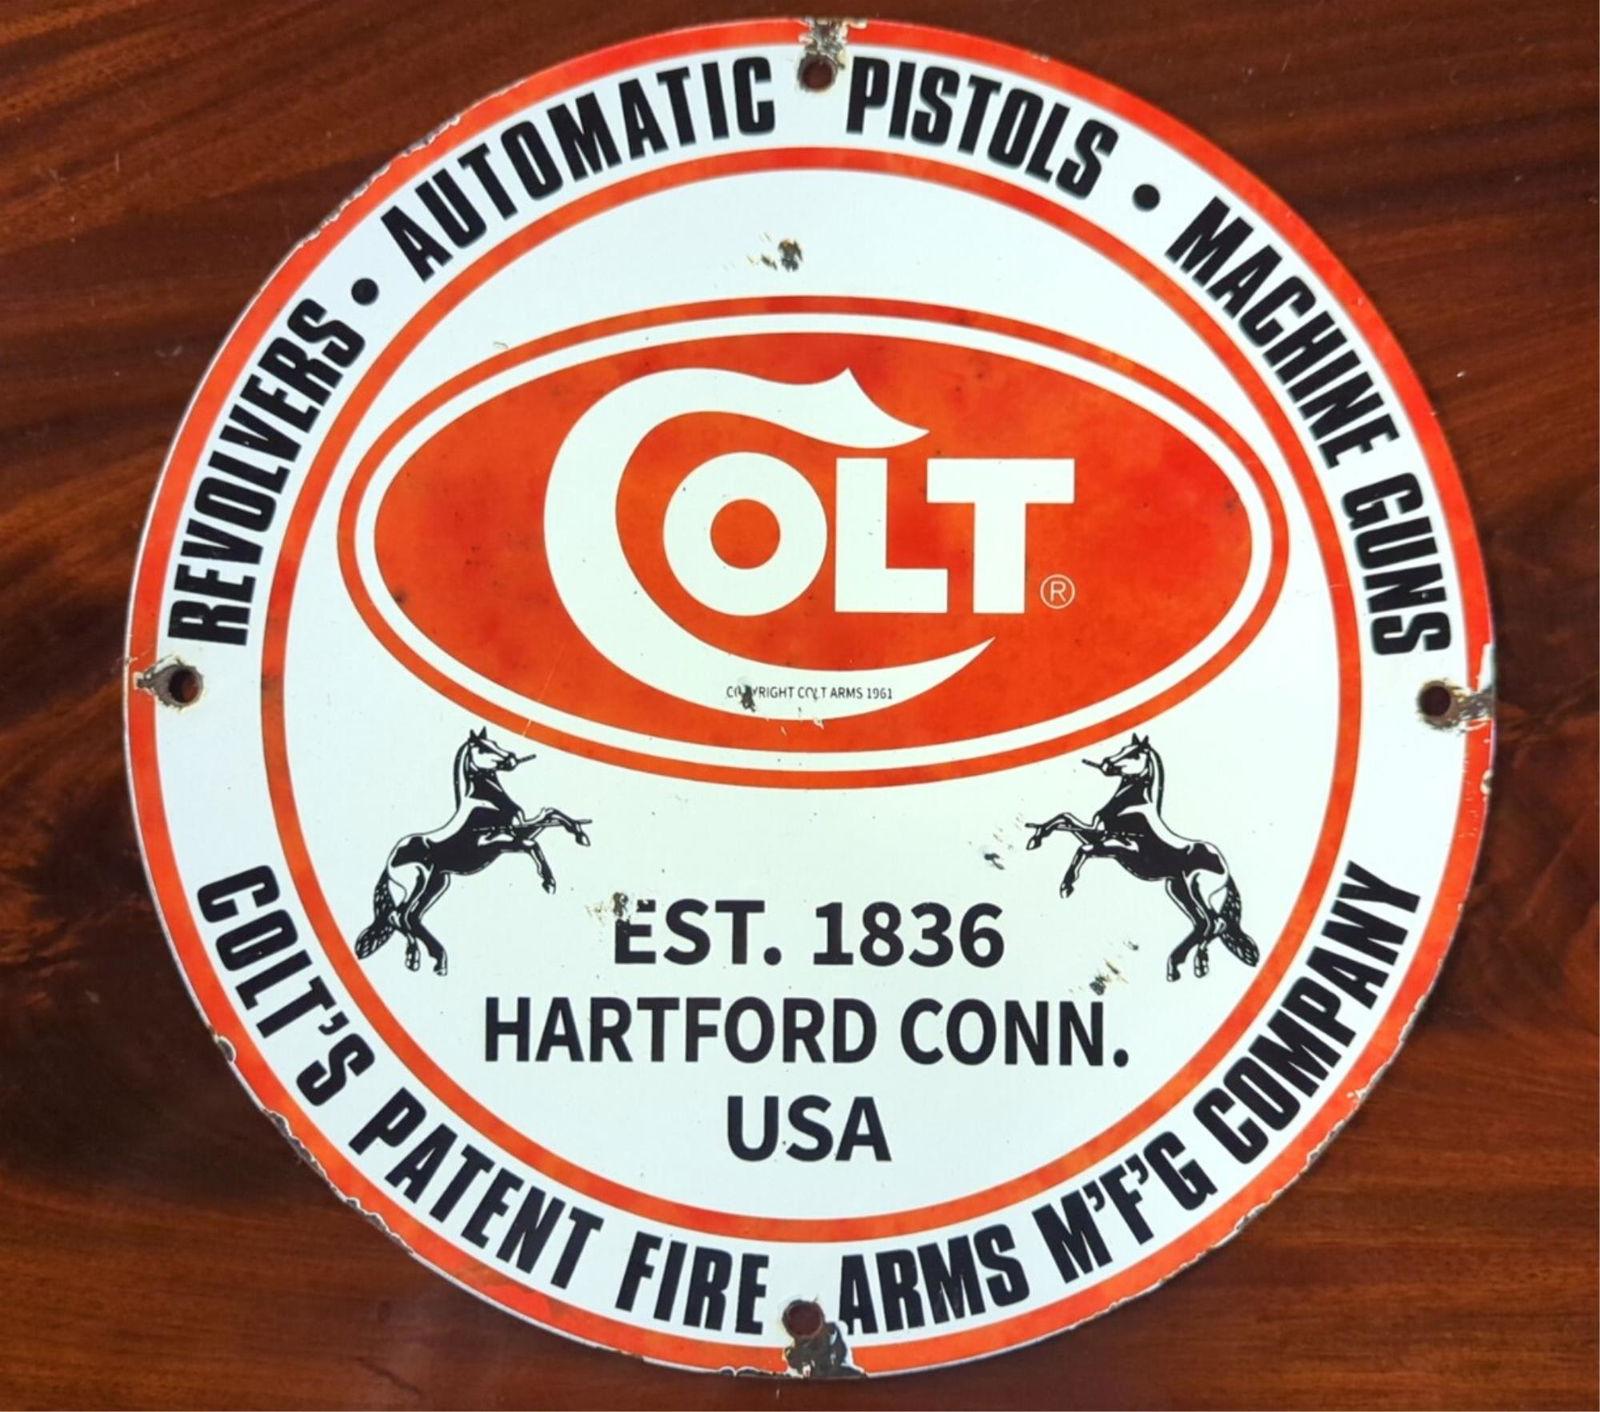 REVOLVERS • AUTOMATIC PISTOLS • MACHINE GUNS
COLT®
COPYRIGHT COLT ARMS 1961
EST. 1836
HARTFORD CONN.
USA
COLT'S PATENT FIRE ARMS M'F'G COMPANY